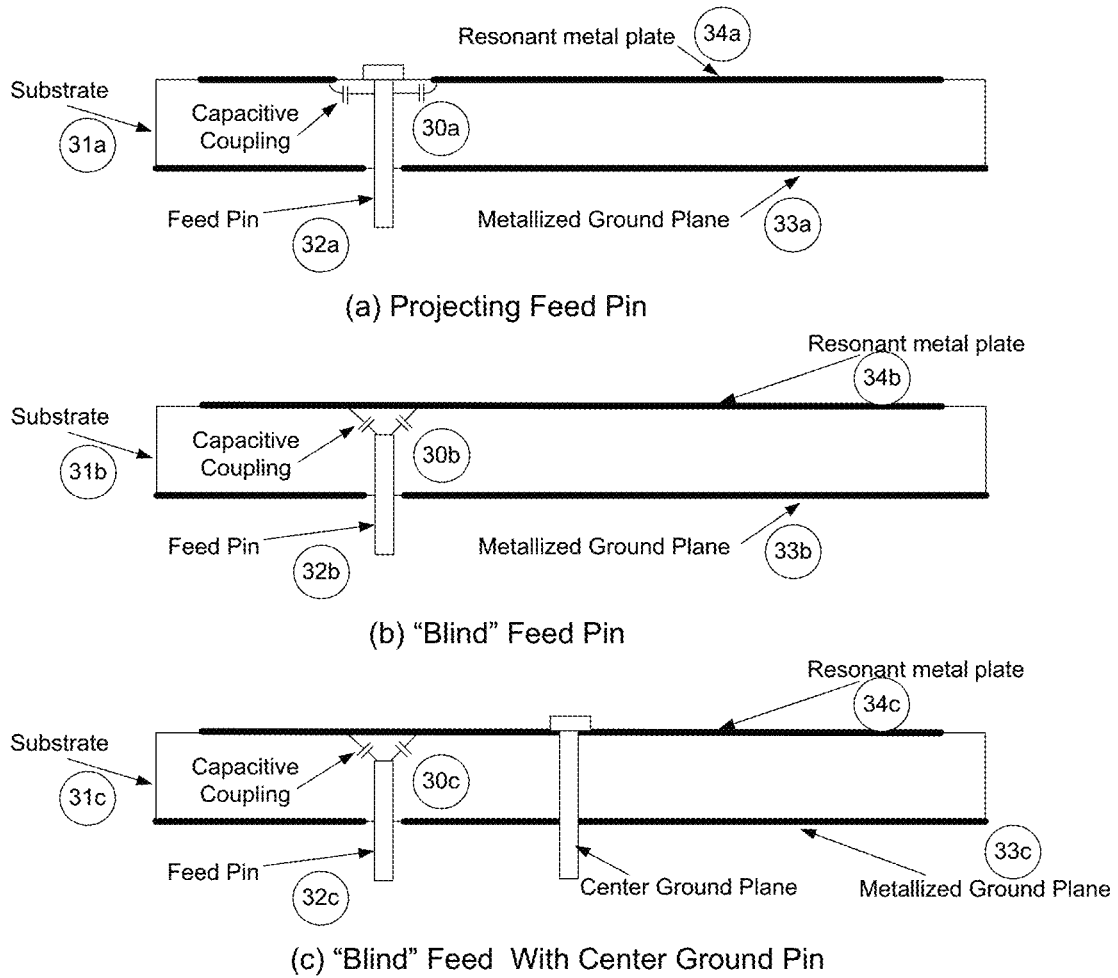 Resonant metal plate
34a
Substrate
31a
Capacitive
Coupling
30a
Feed Pin
32a
Metallized Ground Plane
33a
(a) Projecting Feed Pin
Resonant metal plate
34b
Substrate
31b
Capacitive
Coupling
30b
Feed Pin
32b
Metallized Ground Plane
33b
(b) “Blind” Feed Pin
Resonant metal plate
34c
Substrate
31c
Capacitive
Coupling
30c
Feed Pin
32c
Center Ground Plane
33c
Metallized Ground Plane
(c) “Blind” Feed With Center Ground Pin